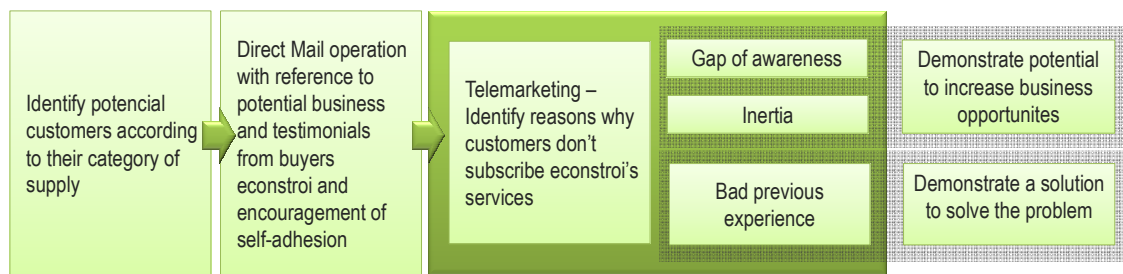 Identify potencial
customers according
to their category of
supply
Direct Mail operation
with reference to
potential business
and testimonials
from buyers
econstroi and
encouragement of
self-adhesion
Telemarketing –
Identify reasons why
customers don’t
subscribe econstroi’s
services
Gap of awareness
Inertia
Bad previous
experience
Demonstrate potential
to increase business
opportunites
Demonstrate a solution
to solve the problem